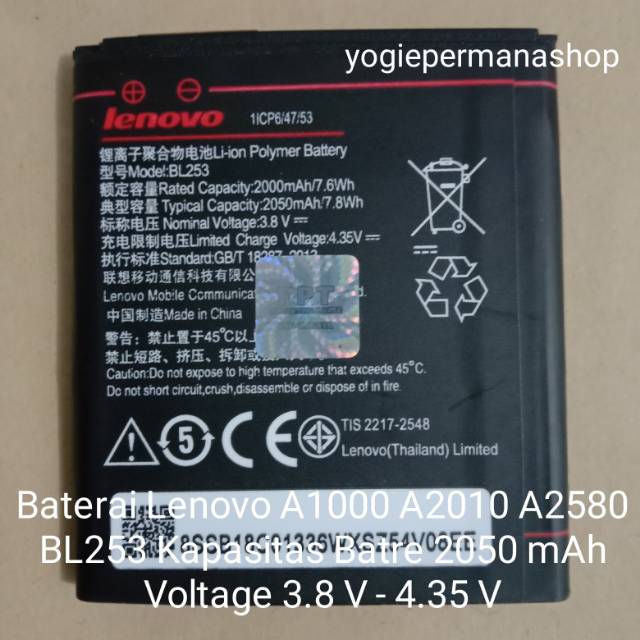 yogiepermanashop
lenovo
1ICP6/47/53
锂离子聚合物电池Li-ion Polymer Battery
型号Model:BL253
额定容量Rated Capacity:2000mAh/7.6Wh
典型容量 Typical Capacity:2050mAh/7.8Wh
标称电压 Nominal Voltage:3.8 V ⎓
充电限制电压Limited Charge Voltage:4.35V ⎓
执行标准Standard:GB/T 18287-2013
联想移动通信科技有限公
Lenovo Mobile Communicat Ltd.
中国制造Made in China
PT
警告: 禁止置于45°C以上
禁止短路、挤压、拆卸或
Caution:Do not expose to high temperature that exceeds 45°C.
Do not short circuit,crush,disassemble or dispose of in fire.
5
CE
TIS 2217-2548
Lenovo(Thailand) Limited
Baterai Lenovo A1000 A2010 A2580
BL253 Kapasitas Batre 2050 mAh
Voltage 3.8 V - 4.35 V